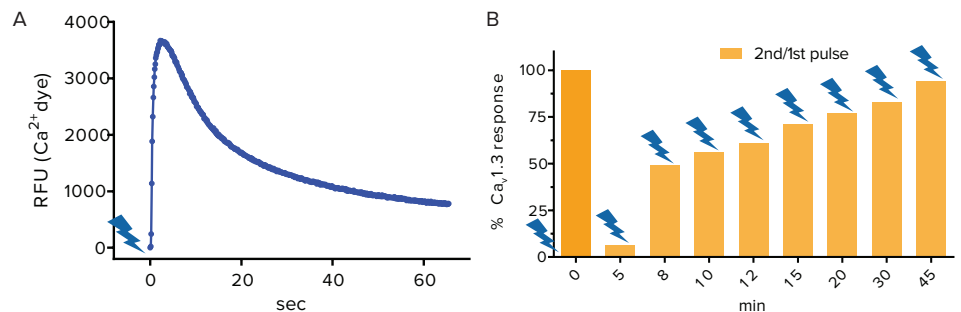 A
RFU (Ca²⁺dye)
4000
3000
2000
1000
0
0 20 40 60
sec
B
2nd/1st pulse
% Caᵥ1.3 response
100
75
50
25
0
0 5 8 10 12 15 20 30 45
min